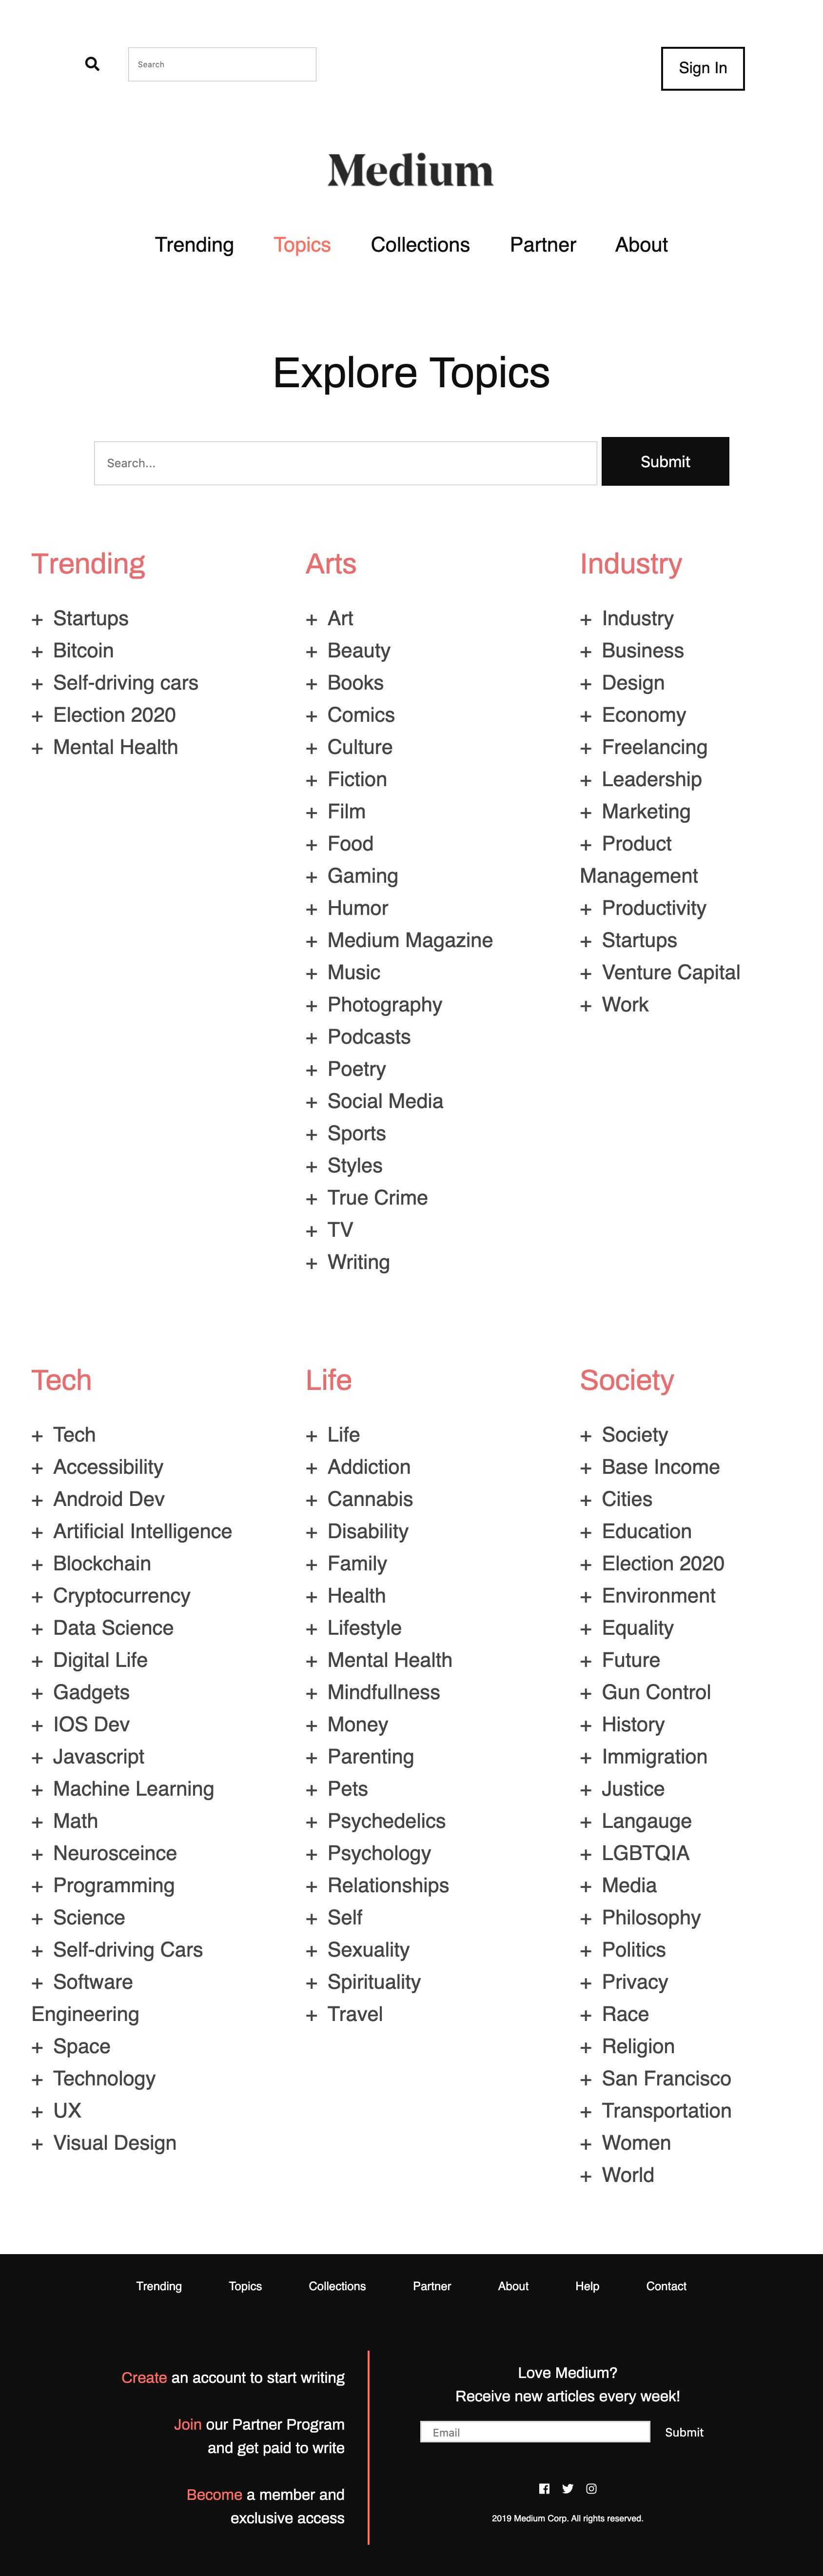 Search
Sign In
Medium
Trending Topics Collections Partner About
Explore Topics
Search...
Submit
Trending
+ Startups
+ Bitcoin
+ Self-driving cars
+ Election 2020
+ Mental Health
Arts
+ Art
+ Beauty
+ Books
+ Comics
+ Culture
+ Fiction
+ Film
+ Food
+ Gaming
+ Humor
+ Medium Magazine
+ Music
+ Photography
+ Podcasts
+ Poetry
+ Social Media
+ Sports
+ Styles
+ True Crime
+ TV
+ Writing
Industry
+ Industry
+ Business
+ Design
+ Economy
+ Freelancing
+ Leadership
+ Marketing
+ Product
Management
+ Productivity
+ Startups
+ Venture Capital
+ Work
Tech
+ Tech
+ Accessibility
+ Android Dev
+ Artificial Intelligence
+ Blockchain
+ Cryptocurrency
+ Data Science
+ Digital Life
+ Gadgets
+ IOS Dev
+ Javascript
+ Machine Learning
+ Math
+ Neurosceince
+ Programming
+ Science
+ Self-driving Cars
+ Software
Engineering
+ Space
+ Technology
+ UX
+ Visual Design
Life
+ Life
+ Addiction
+ Cannabis
+ Disability
+ Family
+ Health
+ Lifestyle
+ Mental Health
+ Mindfullness
+ Money
+ Parenting
+ Pets
+ Psychedelics
+ Psychology
+ Relationships
+ Self
+ Sexuality
+ Spirituality
+ Travel
Society
+ Society
+ Base Income
+ Cities
+ Education
+ Election 2020
+ Environment
+ Equality
+ Future
+ Gun Control
+ History
+ Immigration
+ Justice
+ Langauge
+ LGBTQIA
+ Media
+ Philosophy
+ Politics
+ Privacy
+ Race
+ Religion
+ San Francisco
+ Transportation
+ Women
+ World
Trending Topics Collections Partner About Help Contact
Create an account to start writing
Join our Partner Program
and get paid to write
Become a member and
exclusive access
Love Medium?
Receive new articles every week!
Email
Submit
2019 Medium Corp. All rights reserved.